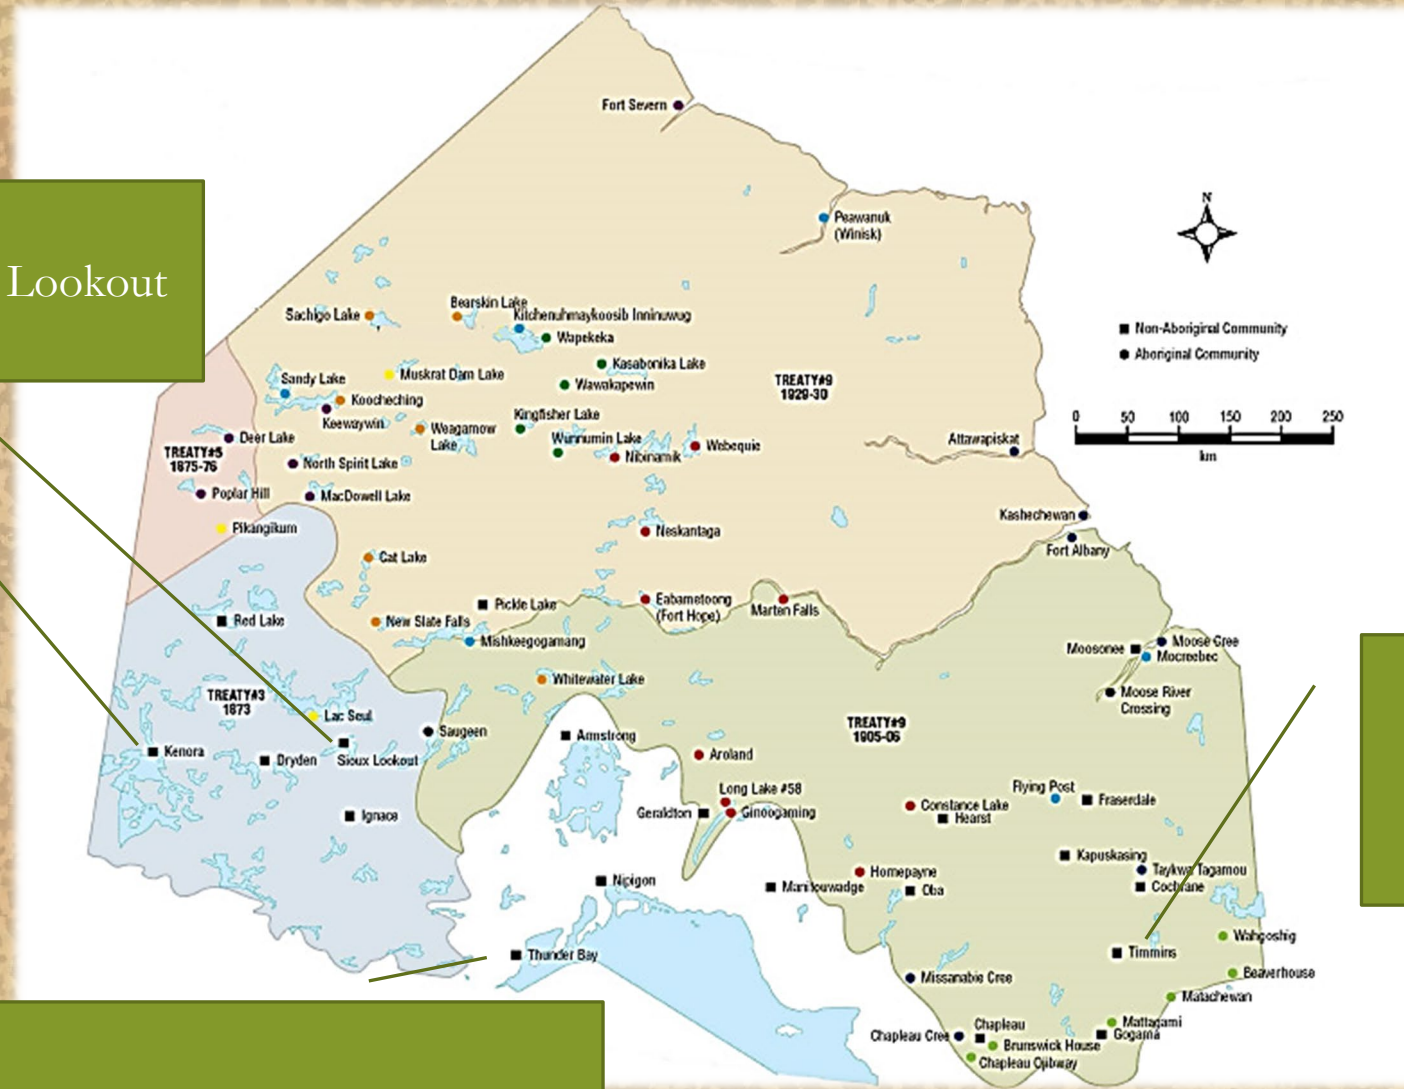 Fort Severn
Peawanuk
(Winisk)
N
Lookout
Sachigo Lake
Bearskin Lake
Kitchenuhmaykoosib Inninuwug
Wapekeka
Non-Aboriginal Community
Aboriginal Community
Kasabonika Lake
Muskrat Dam Lake
Sandy Lake
Wawakapewin
TREATY#9
1929-30
Koocheching
Keewaywin
Kingfisher Lake
Weagamow
Lake
0 50 100 150 200 250
km
Deer Lake
Wunnumin Lake
Webequie
Attawapiskat
TREATY#5
1875-76
North Spirit Lake
Nibinamik
Poplar Hill
MacDowell Lake
Kashechewan
Pikangikum
Neskantaga
Fort Albany
Cat Lake
Pickle Lake
Eabametoong
(Fort Hope)
Marten Falls
Red Lake
New Slate Falls
Mishkeegogamang
Moosonee
Moose Cree
Mocreebec
Whitewater Lake
TREATY#3
1873
Moose River
Crossing
Lac Seul
Saugeen
Armstrong
TREATY#9
1905-06
Kenora
Dryden
Sioux Lookout
Aroland
Long Lake #58
Flying Post
Fraserdale
Ignace
Geraldton
Ginoogaming
Constance Lake
Hearst
Kapuskasing
Homepayne
Taykwa Tagamou
Nipigon
Manitouwadge
Oba
Cochrane
Wahgoshig
Thunder Bay
Timmins
Missanabie Cree
Beaverhouse
Matachewan
Chapleau Cree
Chapleau
Mattagami
Gogama
Brunswick House
Chapleau Ojibway